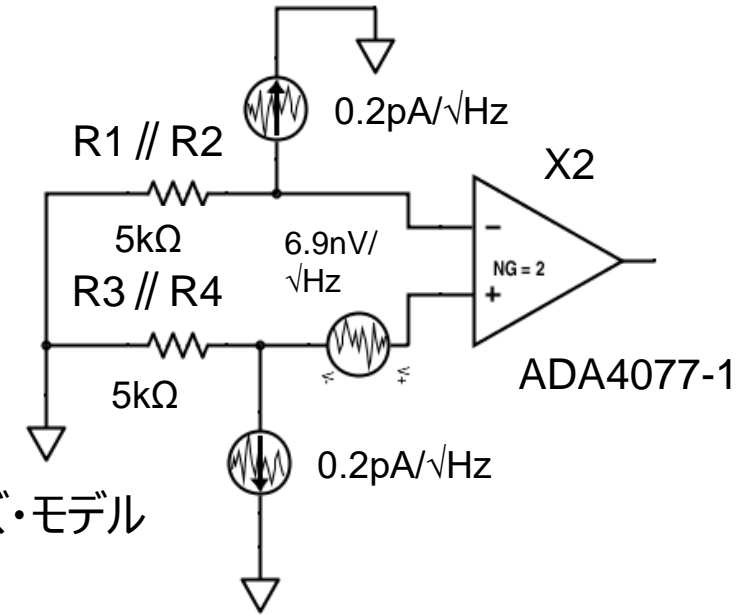 0.2pA/√Hz
R1 // R2
X2
5kΩ
6.9nV/
√Hz
−
NG = 2
+
R3 // R4
V-
V+
ADA4077-1
5kΩ
0.2pA/√Hz
・モデル